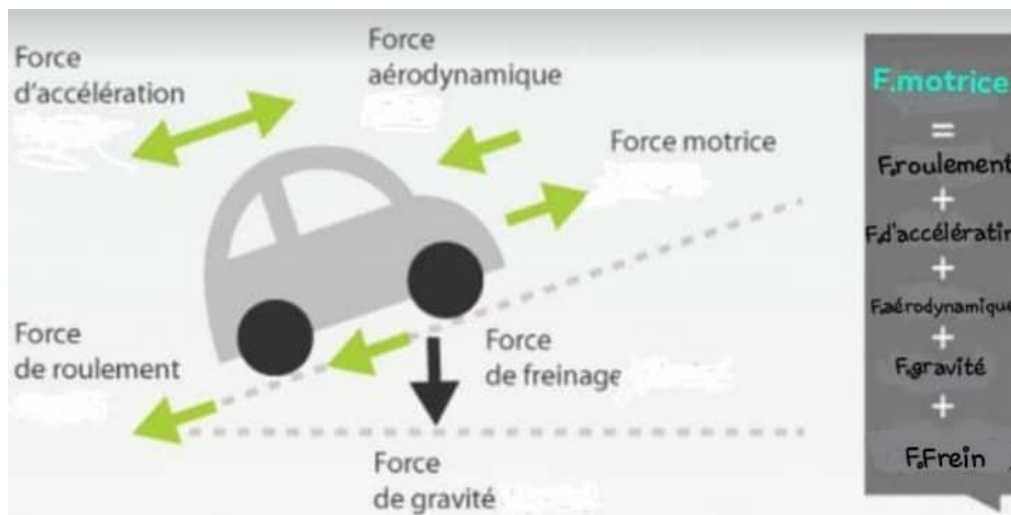 Force
d'accélération
Force
aérodynamique
Force motrice
Force
de roulement
Force
de freinage
Force
de gravité
F.motrice
=
F.roulement
+
F.d'accélératin
+
F.aérodynamique
+
F.gravité
+
F.Frein